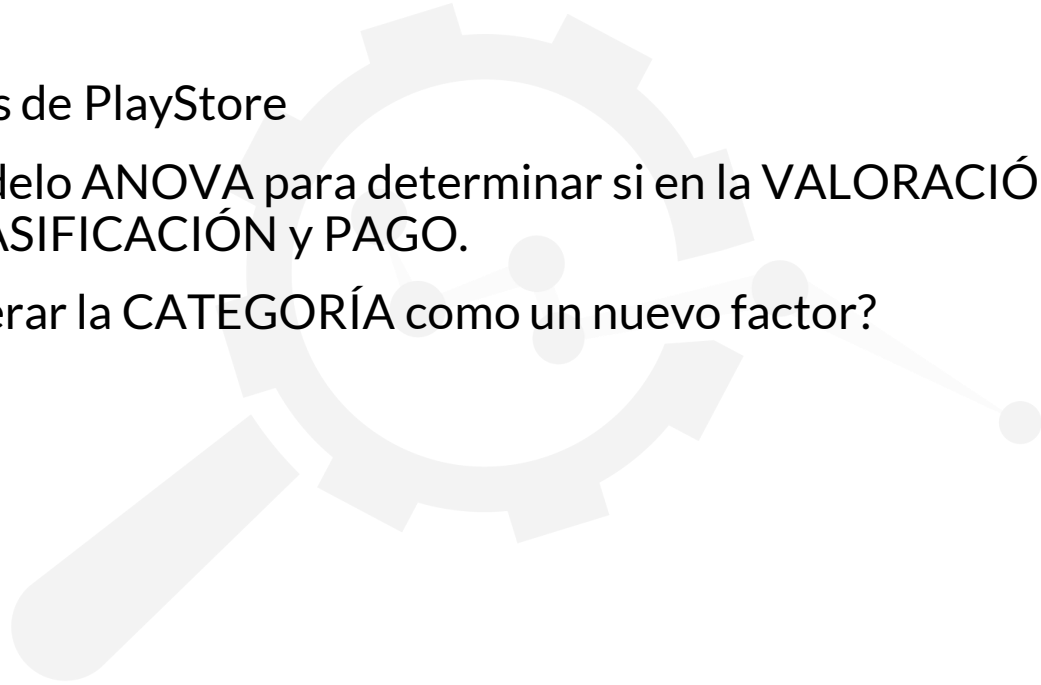 s de PlayStore
delo ANOVA para determinar si en la VALORACIÓ
ASIFICACIÓN y PAGO.
erar la CATEGORÍA como un nuevo factor?